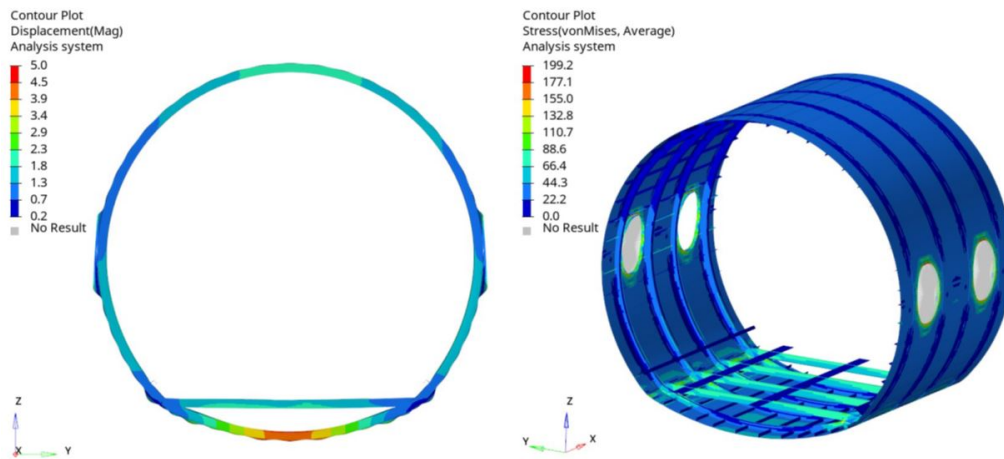 Contour Plot
Displacement(Mag)
Analysis system
5.0
4.5
3.9
3.4
2.9
2.3
1.8
1.3
0.7
0.2
No Result
Z
X
Y
Contour Plot
Stress(vonMises, Average)
Analysis system
199.2
177.1
155.0
132.8
110.7
88.6
66.4
44.3
22.2
0.0
No Result
Z
Y
X